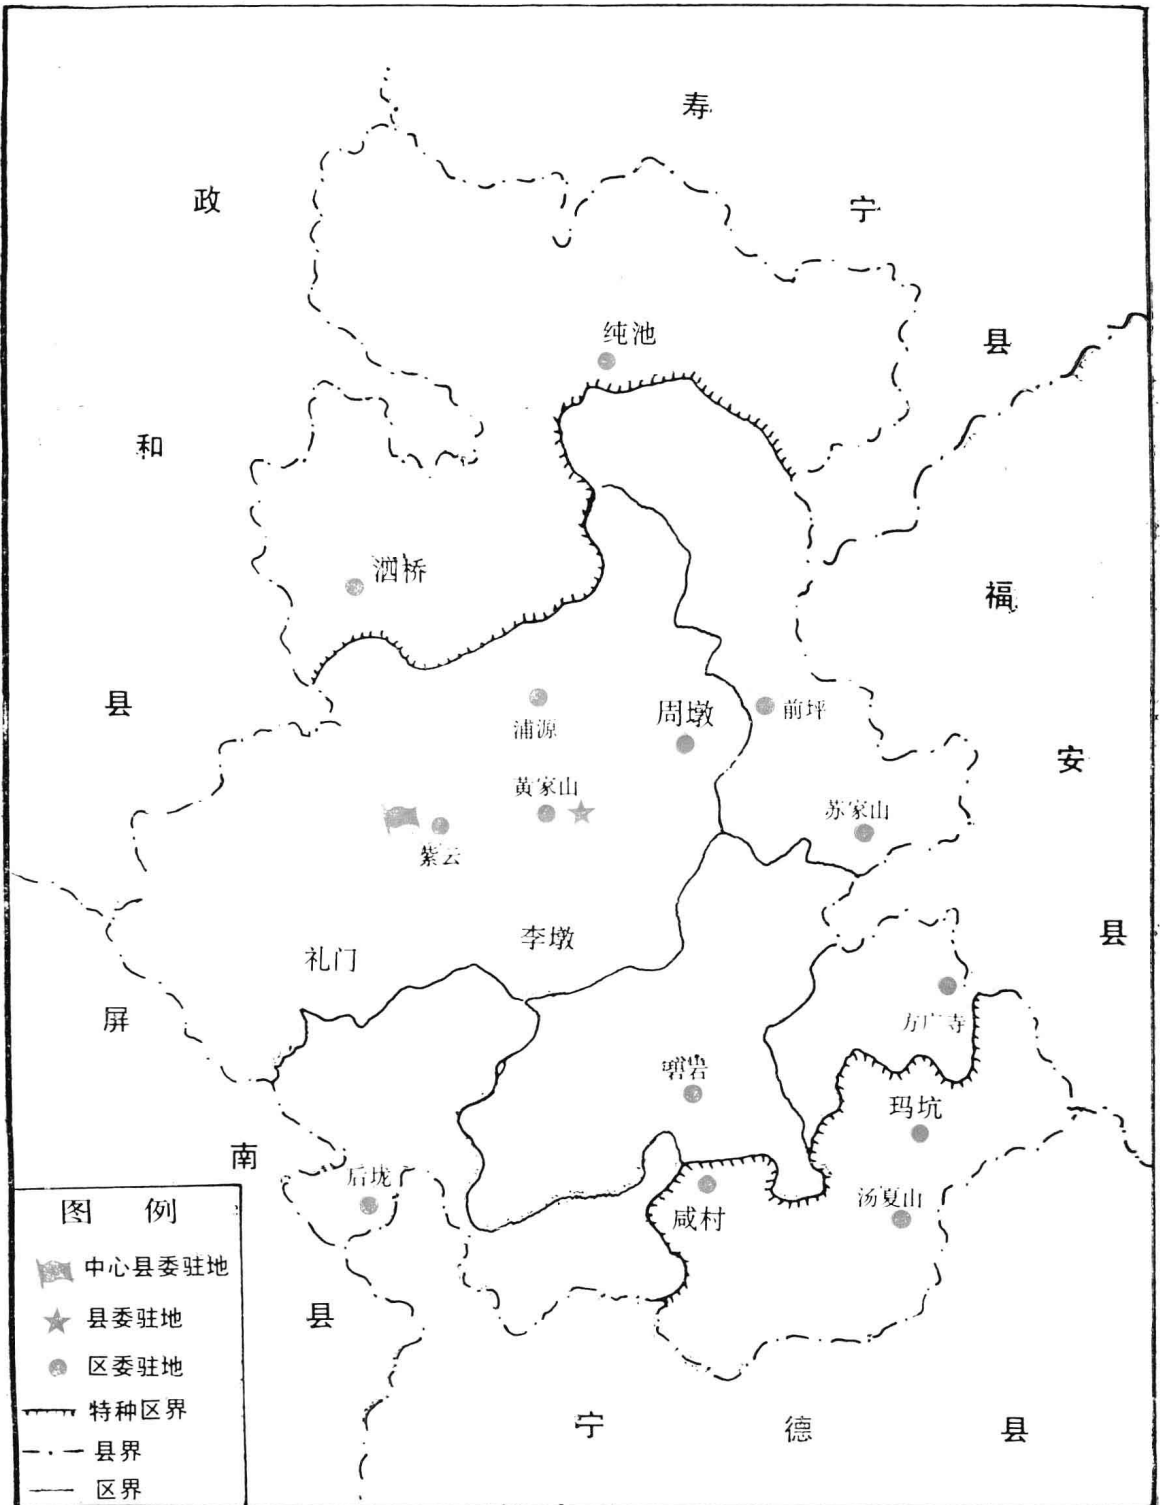 寿
宁
县
政
和
县
福
安
县
屏
南
县
宁 德 县
纯池
泗桥
浦源
周墩
前坪
黄家山
紫云
苏家山
礼门
李墩
方广寺
碧岩
玛坑
后垅
咸村
汤夏山
图 例
中心县委驻地
县委驻地
区委驻地
特种区界
县界
区界